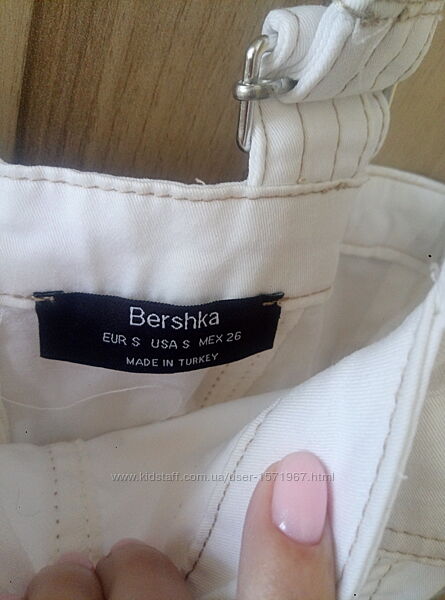 Bershka
EUR S USA S MEX 26
MADE IN TURKEY
www.kidstaff.com.ua/user-1571967.html